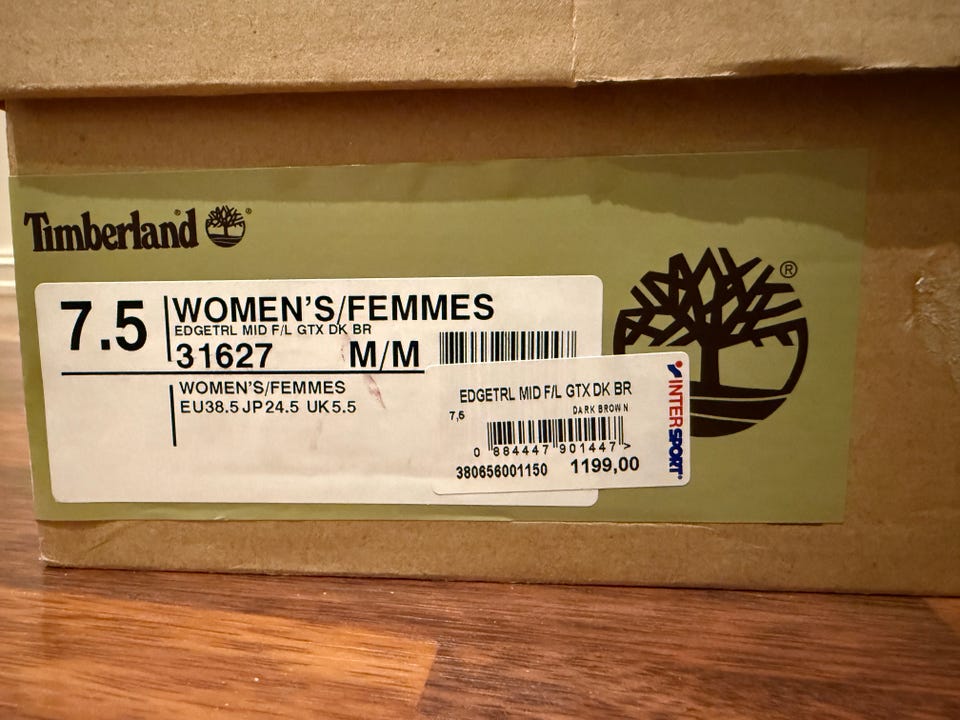 Timberland®
®
7.5
WOMEN'S/FEMMES
EDGETRL MID F/L GTX DK BR
31627 M/M
WOMEN'S/FEMMES
EU38.5 JP24.5 UK5.5
EDGETRL MID F/L GTX DK BR
7,5 DARK BROWN
0 884447 901447 >
380656001150 1199,00
INTERSPORT